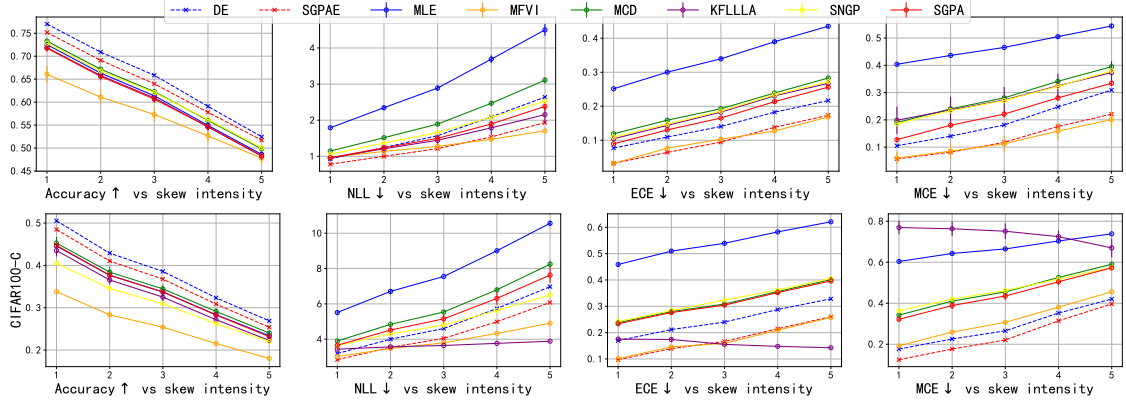 DE SGPAE MLE MFVI MCD KFLLLA SNGP SGPA
0.75
0.70
0.65
0.60
0.55
0.50
0.45
1 2 3 4 5
Accuracy ↑ vs skew intensity
4
3
2
1
1 2 3 4 5
NLL ↓ vs skew intensity
0.4
0.3
0.2
0.1
1 2 3 4 5
ECE ↓ vs skew intensity
0.5
0.4
0.3
0.2
0.1
1 2 3 4 5
MCE ↓ vs skew intensity
CIFAR100-C
0.5
0.4
0.3
0.2
1 2 3 4 5
Accuracy ↑ vs skew intensity
10
8
6
4
1 2 3 4 5
NLL ↓ vs skew intensity
0.6
0.5
0.4
0.3
0.2
0.1
1 2 3 4 5
ECE ↓ vs skew intensity
0.8
0.6
0.4
0.2
1 2 3 4 5
MCE ↓ vs skew intensity